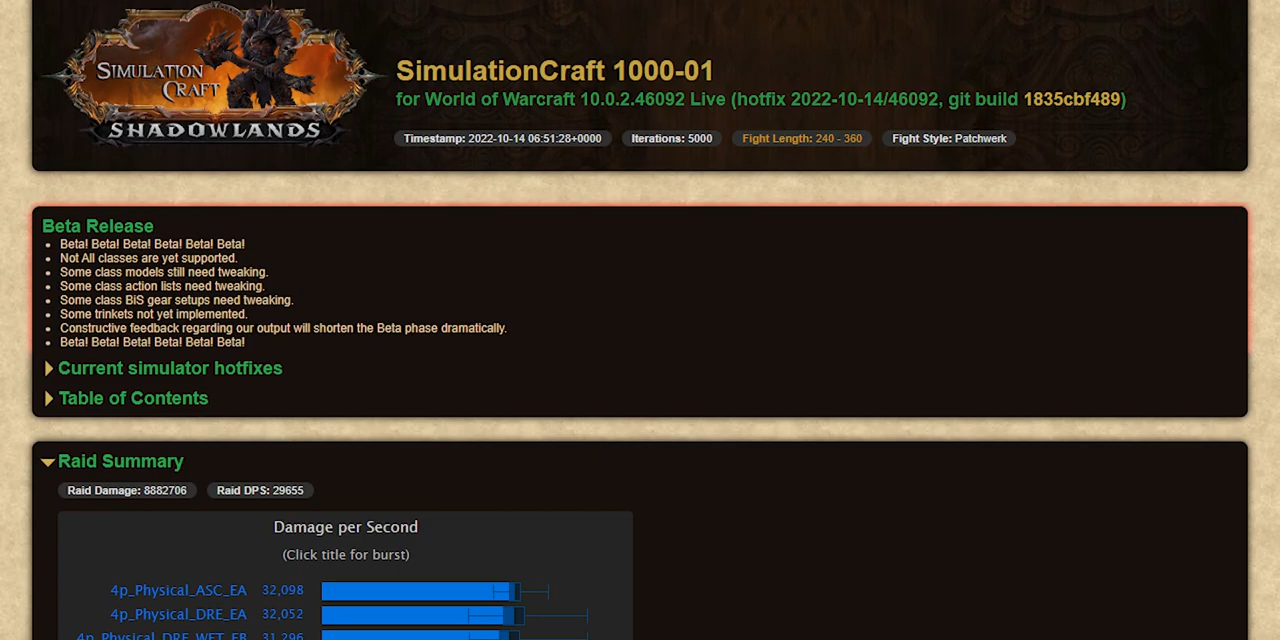 SIMULATION
CRAFT
SHADOWLANDS
SimulationCraft 1000-01
for World of Warcraft 10.0.2.46092 Live (hotfix 2022-10-14/46092, git build 1835cbf489)
Timestamp: 2022-10-14 06:51:28+0000 Iterations: 5000 Fight Length: 240 - 360 Fight Style: Patchwerk
Beta Release
Beta! Beta! Beta! Beta! Beta! Beta!
Not All classes are yet supported.
Some class models still need tweaking.
Some class action lists need tweaking.
Some class BiS gear setups need tweaking.
Some trinkets not yet implemented.
Constructive feedback regarding our output will shorten the Beta phase dramatically.
Beta! Beta! Beta! Beta! Beta! Beta!
Current simulator hotfixes
Table of Contents
Raid Summary
Raid Damage: 8882706 Raid DPS: 29655
Damage per Second
(Click title for burst)
4p_Physical_ASC_EA 32,098
4p_Physical_DRE_EA 32,052
4p_Physical_DRE_WFT_EB 31,296